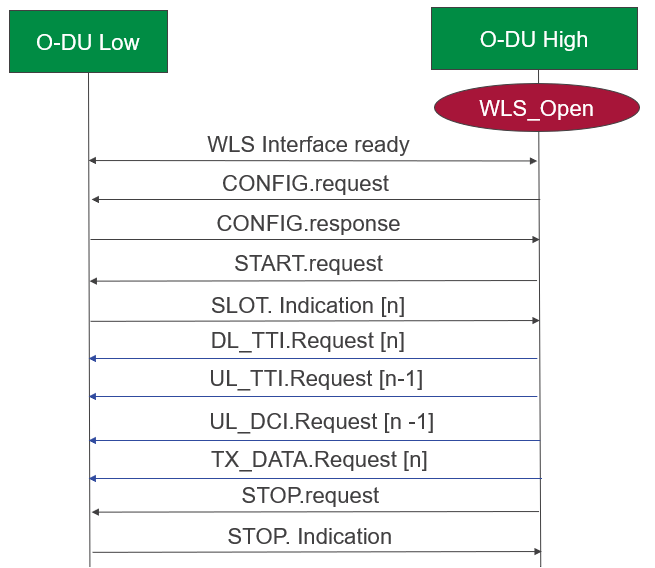 O-DU Low
O-DU High
WLS_Open
WLS Interface ready
CONFIG.request
CONFIG.response
START.request
SLOT. Indication [n]
DL_TTI.Request [n]
UL_TTI.Request [n-1]
UL_DCI.Request [n -1]
TX_DATA.Request [n]
STOP.request
STOP. Indication